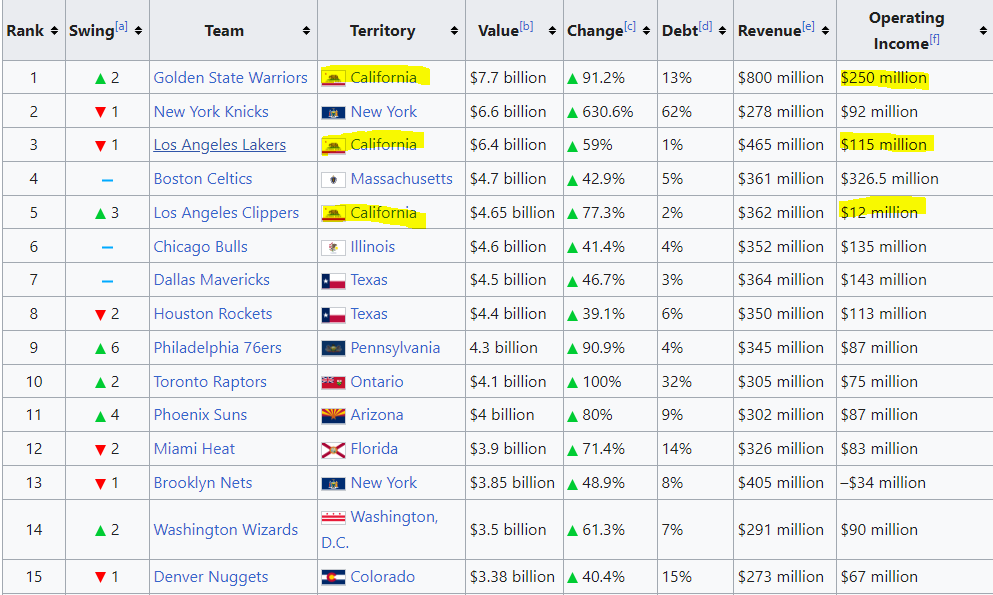 Rank Swing[a] Team Territory Value[b] Change[c] Debt[d] Revenue[e] Operating
Income[f]
1 ▲ 2 Golden State Warriors California $7.7 billion ▲ 91.2% 13% $800 million $250 million
2 ▼ 1 New York Knicks New York $6.6 billion ▲ 630.6% 62% $278 million $92 million
3 ▼ 1 Los Angeles Lakers California $6.4 billion ▲ 59% 1% $465 million $115 million
4 — Boston Celtics Massachusetts $4.7 billion ▲ 42.9% 5% $361 million $326.5 million
5 ▲ 3 Los Angeles Clippers California $4.65 billion ▲ 77.3% 2% $362 million $12 million
6 — Chicago Bulls Illinois $4.6 billion ▲ 41.4% 4% $352 million $135 million
7 — Dallas Mavericks Texas $4.5 billion ▲ 46.7% 3% $364 million $143 million
8 ▼ 2 Houston Rockets Texas $4.4 billion ▲ 39.1% 6% $350 million $113 million
9 ▲ 6 Philadelphia 76ers Pennsylvania 4.3 billion ▲ 90.9% 4% $345 million $87 million
10 ▲ 2 Toronto Raptors Ontario $4.1 billion ▲ 100% 32% $305 million $75 million
11 ▲ 4 Phoenix Suns Arizona $4 billion ▲ 80% 9% $302 million $87 million
12 ▼ 2 Miami Heat Florida $3.9 billion ▲ 71.4% 14% $326 million $83 million
13 ▼ 1 Brooklyn Nets New York $3.85 billion ▲ 48.9% 8% $405 million –$34 million
14 ▲ 2 Washington Wizards Washington, D.C. $3.5 billion ▲ 61.3% 7% $291 million $90 million
15 ▼ 1 Denver Nuggets Colorado $3.38 billion ▲ 40.4% 15% $273 million $67 million